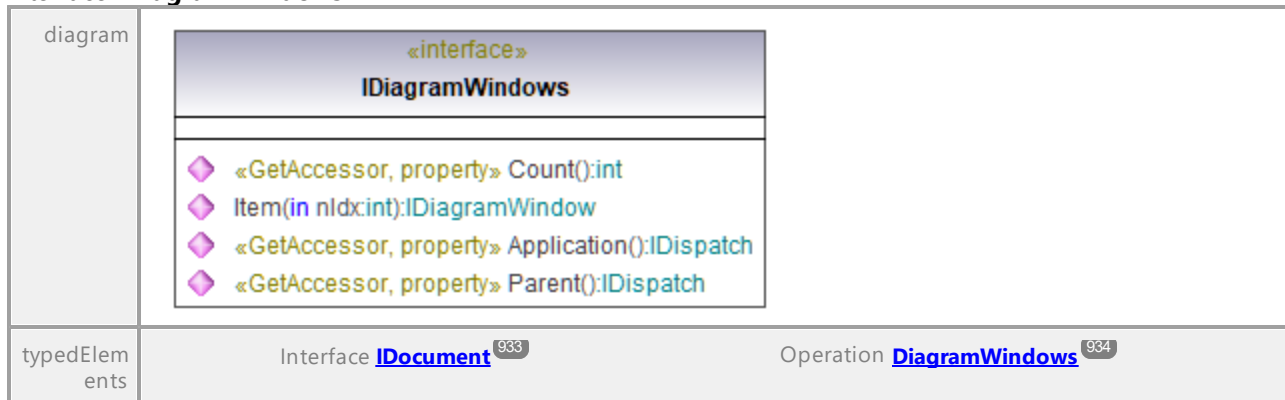 diagram
«interface»
IDiagramWindows
«GetAccessor, property» Count():int
Item(in nIdx:int):IDiagramWindow
«GetAccessor, property» Application():IDispatch
«GetAccessor, property» Parent():IDispatch
typedElem
ents
Interface IDocument 933 Operation DiagramWindows 934